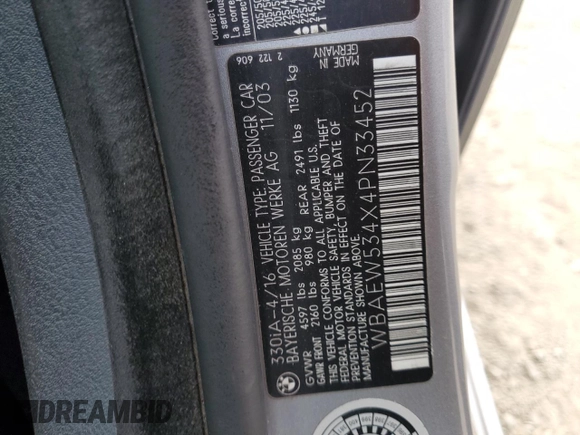 330iA-4/16 VEHICLE TYPE: PASSENGER CAR
BAYERISCHE MOTOREN WERKE AG 11/03
GVWR 4597 lbs 2085 kg
GAWR FRONT 2160 lbs 980 kg REAR 2491 lbs 1130 kg
THIS VEHICLE CONFORMS TO ALL APPLICABLE U.S.
FEDERAL MOTOR VEHICLE SAFETY, BUMPER AND THEFT
STANDARDS IN EFFECT ON THE DATE OF
MANUFACTURE SHOWN ABOVE.
WBAEW534X4PN33452
2 122 606
MADE IN
GERMANY
IDREAMBID